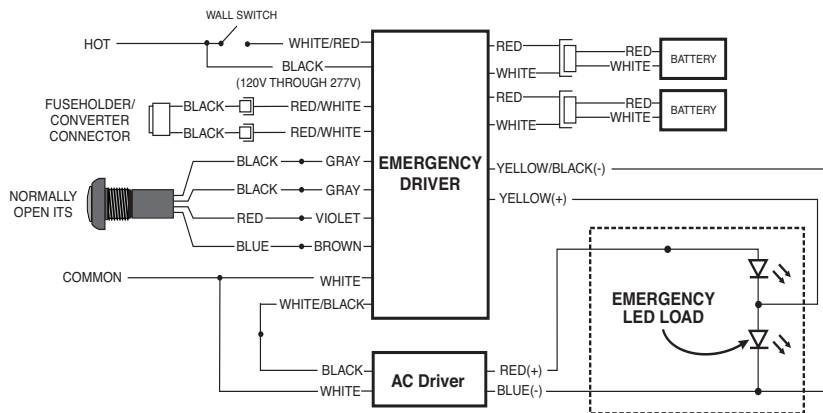 WALL SWITCH
HOT
WHITE/RED
BLACK
(120V THROUGH 277V)
FUSEHOLDER/
CONVERTER
CONNECTOR
BLACK
RED/WHITE
BLACK
RED/WHITE
NORMALLY
OPEN ITS
BLACK
GRAY
BLACK
GRAY
RED
VIOLET
BLUE
BROWN
COMMON
WHITE
WHITE/BLACK
EMERGENCY
DRIVER
RED
WHITE
RED
WHITE
BATTERY
RED
WHITE
RED
WHITE
BATTERY
YELLOW/BLACK(-)
YELLOW(+)
EMERGENCY
LED LOAD
BLACK
WHITE
AC Driver
RED(+)
BLUE(-)